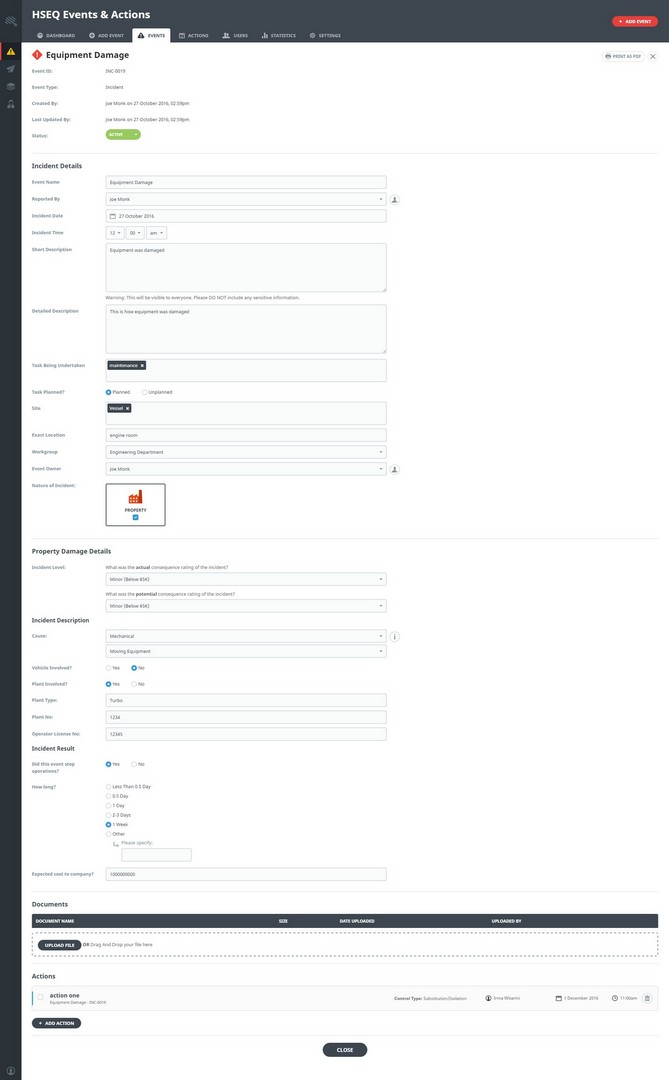 HSEQ Events & Actions
+ ADD EVENT
DASHBOARD ADD EVENT EVENTS ACTIONS USERS STATISTICS SETTINGS
Equipment Damage
PRINT AS PDF
Event ID: INC-0019
Event Type: Incident
Created By: Joe Monk on 27 October 2016, 02:59pm
Last Updated By: Joe Monk on 27 October 2016, 02:59pm
Status: ACTIVE
Incident Details
Event Name Equipment Damage
Reported By Joe Monk
Incident Date 27 October 2016
Incident Time 12 00 am
Short Description Equipment was damaged
Warning: This will be visible to everyone. Please DO NOT include any sensitive information.
Detailed Description This is how equipment was damaged
Task Being Undertaken maintenance ×
Task Planned? Planned Unplanned
Site Vessel ×
Exact Location engine room
Workgroup Engineering Department
Event Owner Joe Monk
Nature of Incident:
PROPERTY
Property Damage Details
Incident Level: What was the actual consequence rating of the incident?
Minor (Below $5K)
What was the potential consequence rating of the incident?
Minor (Below $5K)
Incident Description
Cause: Mechanical
Moving Equipment
Vehicle Involved? Yes No
Plant Involved? Yes No
Plant Type: Turbo
Plant No: 1234
Operator License No: 12345
Incident Result
Did this event stop operations? Yes No
How long? Less Than 0.5 Day
0.5 Day
1 Day
2-3 Days
1 Week
Other
Please specify:
Expected cost to company?
Documents
DOCUMENT NAME SIZE DATE UPLOADED UPLOADED BY
UPLOAD FILE OR Drag And Drop your file here
Actions
action one
Equipment Damage - INC-0019
Control Type: Substitution/Isolation
1 December 2016 11:00am
+ ADD ACTION
CLOSE